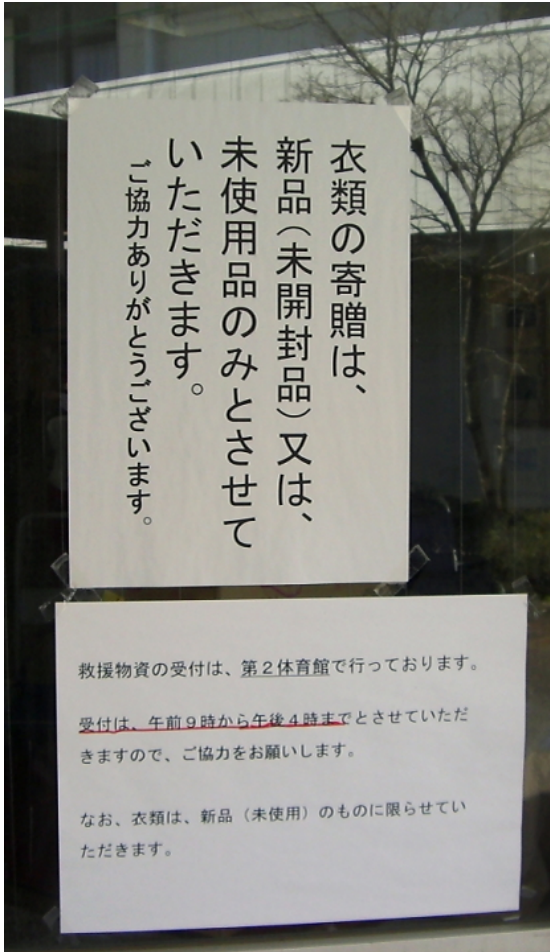 衣類の寄贈は、
新品(未開封品)又は、
未使用品のみとさせて
いただきます。
ご協力ありがとうございます。
救援物資の受付は、第２体育館で行っております。
受付は、午前９時から午後４時までとさせていただ
きますので、ご協力をお願いします。
なお、衣類は、新品（未使用）のものに限らせてい
ただきます。